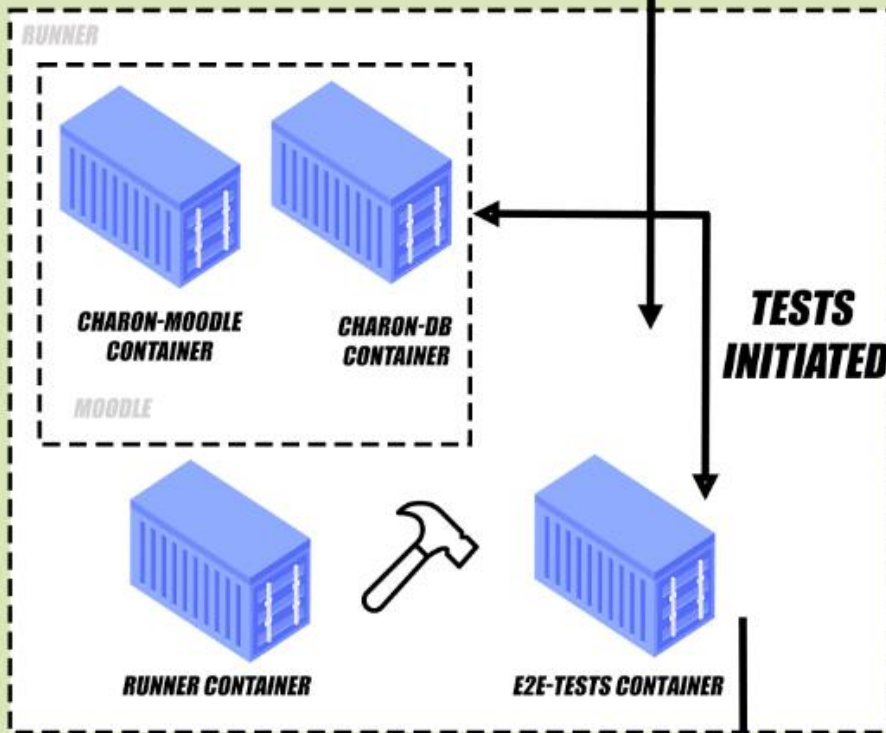 RUNNER
CHARON-MOODLE
CONTAINER
CHARON-DB
CONTAINER
TESTS
INITIATED
MOODLE
RUNNER CONTAINER
E2E-TESTS CONTAINER